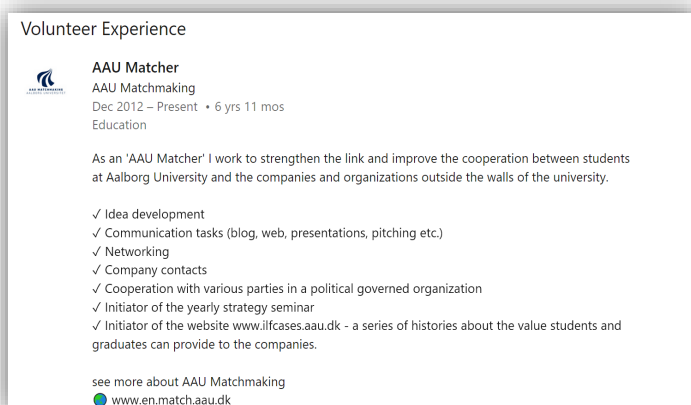 Volunteer Experience
AAU Matcher
AAU MATCHMAKING
AALBORG UNIVERSITET
AAU Matchmaking
Dec 2012 – Present • 6 yrs 11 mos
Education
As an 'AAU Matcher' I work to strengthen the link and improve the cooperation between students
at Aalborg University and the companies and organizations outside the walls of the university.
✓ Idea development
✓ Communication tasks (blog, web, presentations, pitching etc.)
✓ Networking
✓ Company contacts
✓ Cooperation with various parties in a political governed organization
✓ Initiator of the yearly strategy seminar
✓ Initiator of the website www.ilfcases.aau.dk - a series of histories about the value students and
graduates can provide to the companies.
see more about AAU Matchmaking
www.en.match.aau.dk